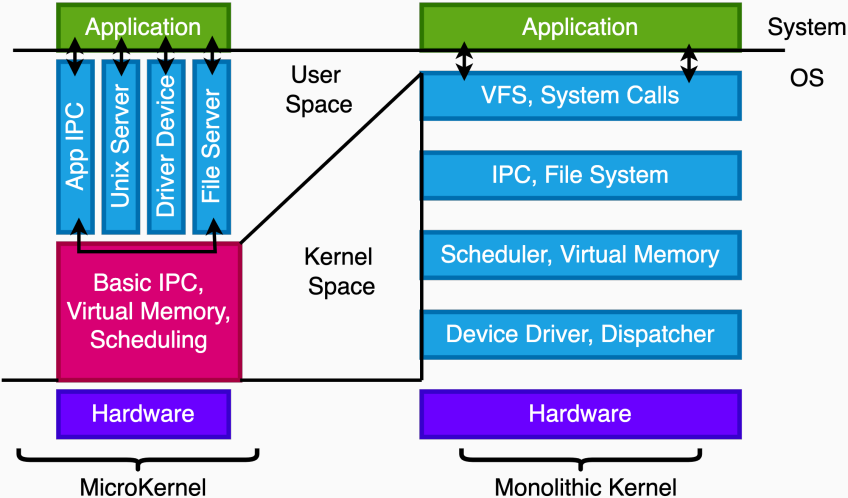 Application
Application
System
OS
User
Space
App IPC
Unix Server
Driver Device
File Server
VFS, System Calls
IPC, File System
Kernel
Space
Scheduler, Virtual Memory
Basic IPC,
Virtual Memory,
Scheduling
Device Driver, Dispatcher
Hardware
Hardware
MicroKernel
Monolithic Kernel